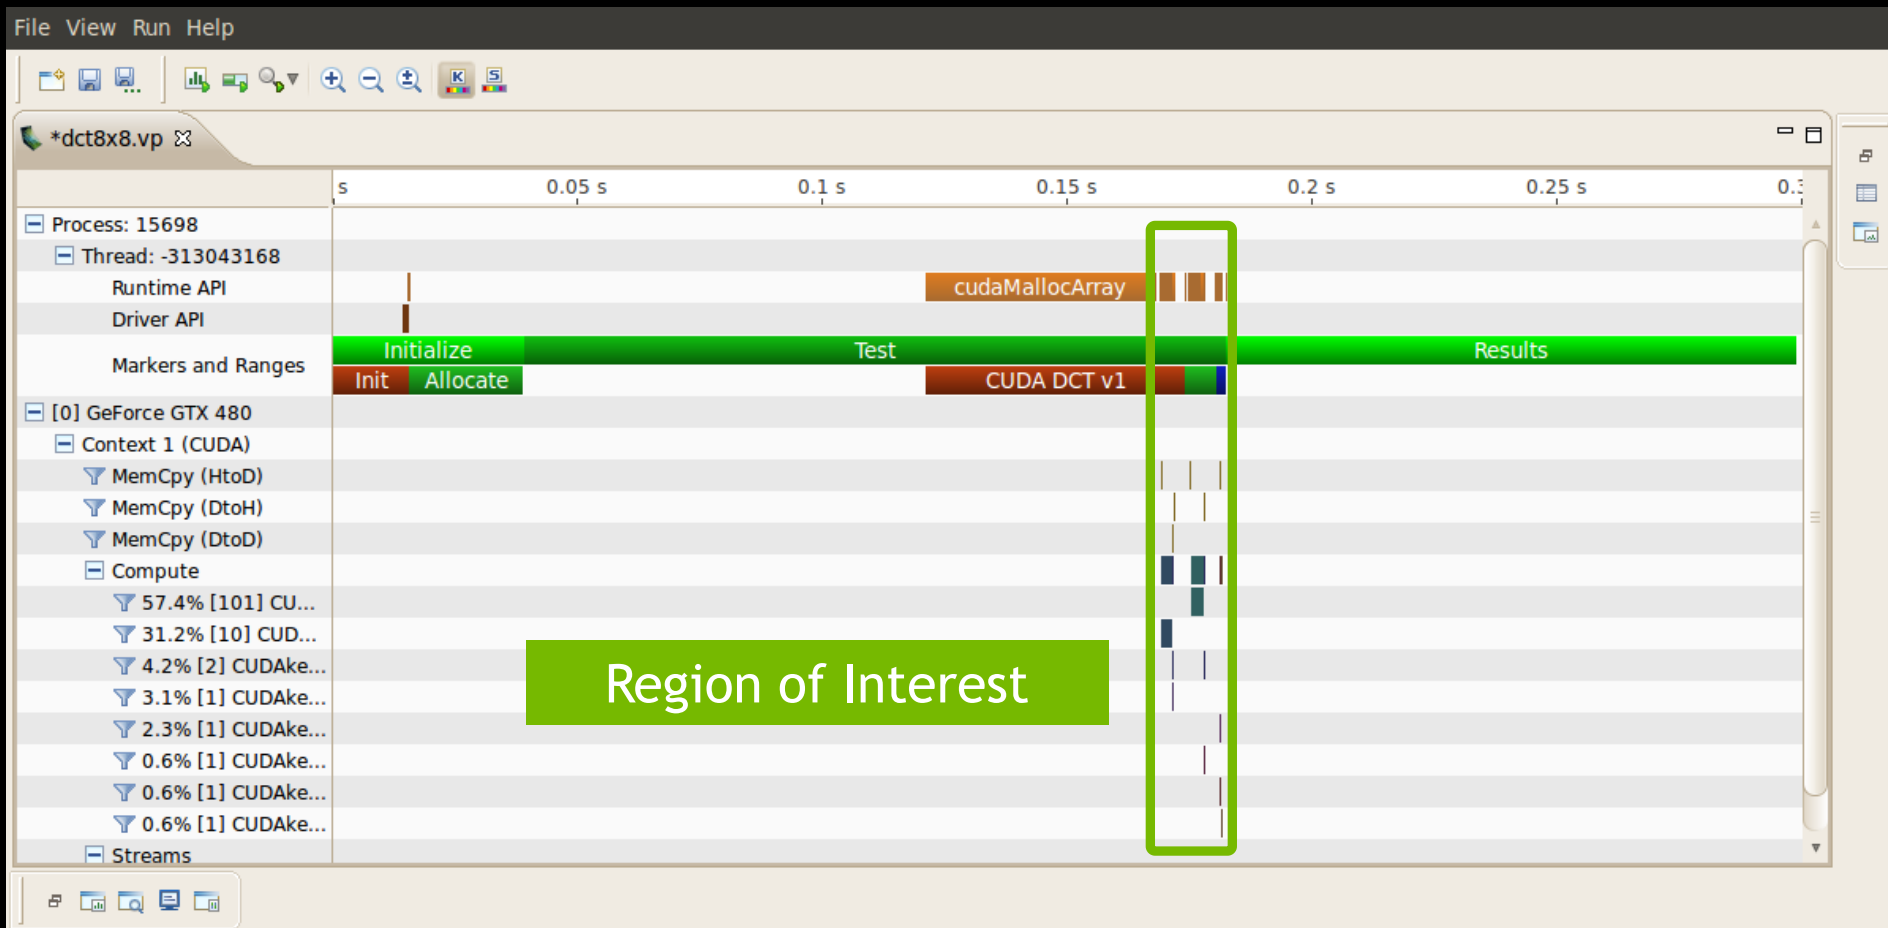 File View Run Help
K S
*dct8x8.vp
s 0.05 s 0.1 s 0.15 s 0.2 s 0.25 s 0.3
Process: 15698
Thread: -313043168
Runtime API cudaMallocArray
Driver API
Markers and Ranges
Initialize Test Results
Init Allocate CUDA DCT v1
[0] GeForce GTX 480
Context 1 (CUDA)
MemCpy (HtoD)
MemCpy (DtoH)
MemCpy (DtoD)
Compute
57.4% [101] CU...
31.2% [10] CUD...
4.2% [2] CUDAke...
Region of Interest
3.1% [1] CUDAke...
2.3% [1] CUDAke...
0.6% [1] CUDAke...
0.6% [1] CUDAke...
0.6% [1] CUDAke...
Streams